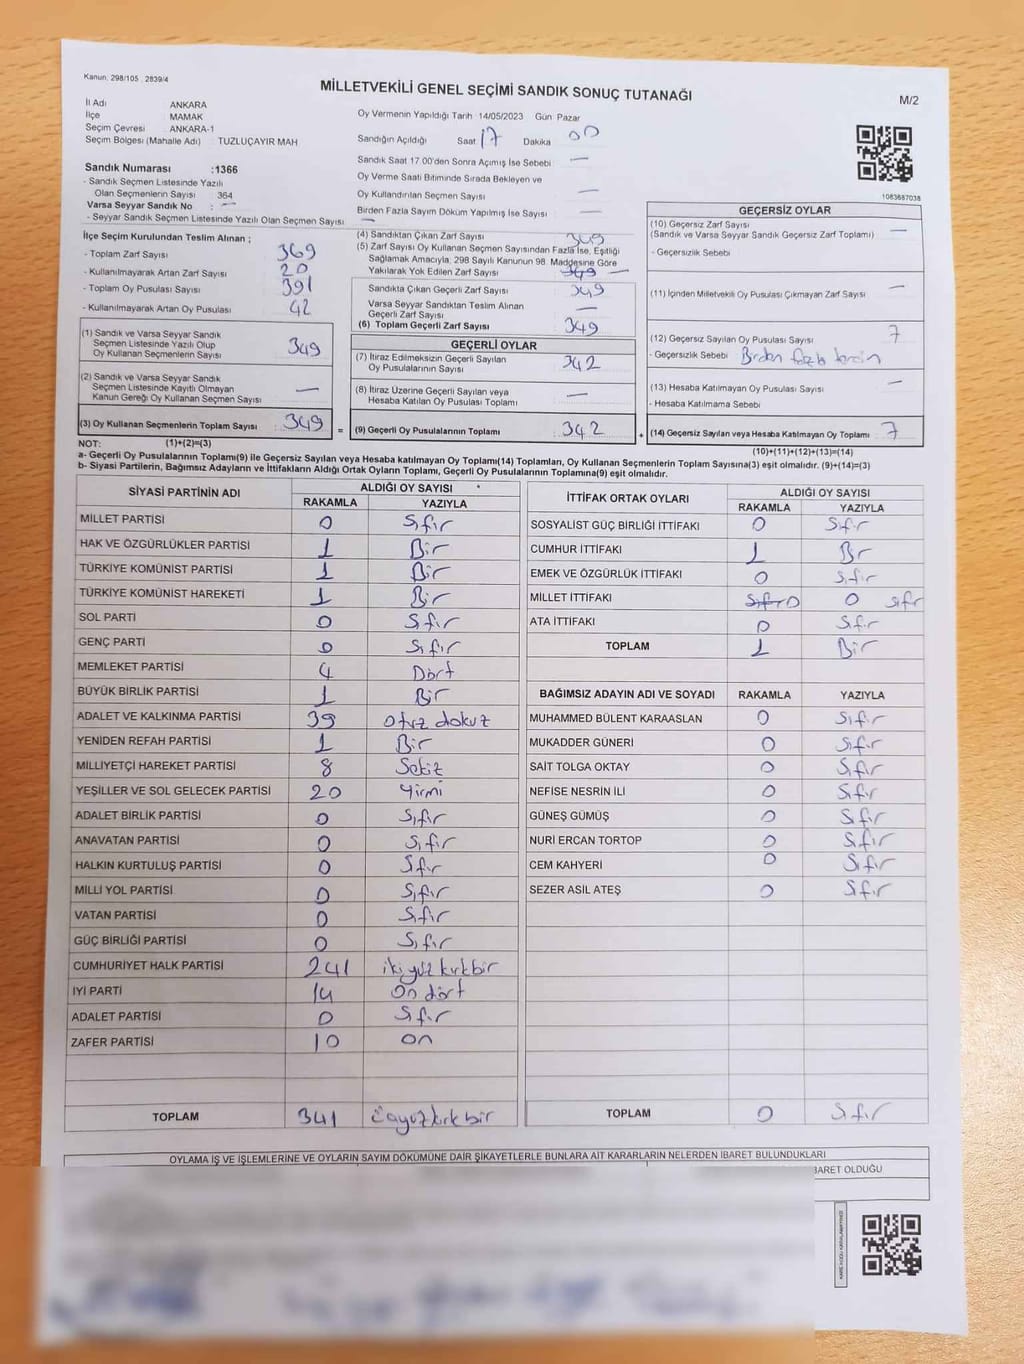 Kanun, 298/105 , 2839/4
MİLLETVEKİLİ GENEL SEÇİMİ SANDIK SONUÇ TUTANAĞI
M/2
İl Adı ANKARA
İlçe MAMAK
Seçim Çevresi ANKARA-1
Seçim Bölgesi (Mahalle Adı) TUZLUÇAYIR MAH
Sandık Numarası :1366
- Sandık Seçmen Listesinde Yazılı
Olan Seçmenlerin Sayısı 364
Varsa Seyyar Sandık No : —
- Seyyar Sandık Seçmen Listesinde Yazılı Olan Seçmen Sayısı —
Oy Vermenin Yapıldığı Tarih 14/05/2023 Gün Pazar
Sandığın Açıldığı Saat 17 Dakika 00
Sandık Saat 17.00'den Sonra Açımış İse Sebebi —
Oy Verme Saati Bitiminde Sırada Bekleyen ve
Oy Kullandırılan Seçmen Sayısı —
Birden Fazla Sayım Döküm Yapılmış İse Sayısı —
1083687038
İlçe Seçim Kurulundan Teslim Alınan ;
- Toplam Zarf Sayısı 369
- Kullanılmayarak Artan Zarf Sayısı 20
- Toplam Oy Pusulası Sayısı 391
- Kullanılmayarak Artan Oy Pusulası 42
(1) Sandık ve Varsa Seyyar Sandık
Seçmen Listesinde Yazılı Olup
Oy Kullanan Seçmenlerin Sayısı 349
(2) Sandık ve Varsa Seyyar Sandık
Seçmen Listesinde Kayıtlı Olmayan
Kanun Gereği Oy Kullanan Seçmen Sayısı —
(3) Oy Kullanan Seçmenlerin Toplam Sayısı 349 =
(4) Sandıktan Çıkan Zarf Sayısı 349
(5) Zarf Sayısı Oy Kullanan Seçmen Sayısından Fazla İse, Eşitliği
Sağlamak Amacıyla, 298 Sayılı Kanunun 98. Maddesine Göre
Yakılarak Yok Edilen Zarf Sayısı 349 —
Sandıkta Çıkan Geçerli Zarf Sayısı 349
Varsa Seyyar Sandıktan Teslim Alınan
Geçerli Zarf Sayısı —
(6) Toplam Geçerli Zarf Sayısı 349
GEÇERLİ OYLAR
(7) İtiraz Edilmeksizin Geçerli Sayılan
Oy Pusulalarının Sayısı 342
(8) İtiraz Üzerine Geçerli Sayılan veya
Hesaba Katılan Oy Pusulası Toplamı —
(9) Geçerli Oy Pusulalarının Toplamı 342 +
GEÇERSİZ OYLAR
(10) Geçersiz Zarf Sayısı
(Sandık ve Varsa Seyyar Sandık Geçersiz Zarf Toplamı) —
- Geçersizlik Sebebi
(11) İçinden Milletvekili Oy Pusulası Çıkmayan Zarf Sayısı —
(12) Geçersiz Sayılan Oy Pusulası Sayısı 7
- Geçersizlik Sebebi Birden fazla tercin
(13) Hesaba Katılmayan Oy Pusulası Sayısı —
- Hesaba Katılmama Sebebi
(14) Geçersiz Sayılan veya Hesaba Katılmayan Oy Toplamı 7
NOT: (1)+(2)=(3) (10)+(11)+(12)+(13)=(14)
a- Geçerli Oy Pusulalarının Toplamı(9) ile Geçersiz Sayılan veya Hesaba katılmayan Oy Toplamı(14) Toplamları, Oy Kullanan Seçmenlerin Toplam Sayısına(3) eşit olmalıdır. (9)+(14)=(3)
b- Siyasi Partilerin, Bağımsız Adayların ve İttifakların Aldığı Ortak Oyların Toplamı, Geçerli Oy Pusulalarının Toplamına(9) eşit olmalıdır.
SİYASİ PARTİNİN ADI ALDIĞI OY SAYISI
RAKAMLA YAZIYLA
MİLLET PARTİSİ 0 Sıfır
HAK VE ÖZGÜRLÜKLER PARTİSİ 1 Bir
TÜRKİYE KOMÜNİST PARTİSİ 1 Bir
TÜRKİYE KOMÜNİST HAREKETİ 1 Bir
SOL PARTİ 0 Sıfır
GENÇ PARTİ 0 Sıfır
MEMLEKET PARTİSİ 4 Dört
BÜYÜK BİRLİK PARTİSİ 1 Bir
ADALET VE KALKINMA PARTİSİ 39 Otuz dokuz
YENİDEN REFAH PARTİSİ 1 Bir
MİLLİYETÇİ HAREKET PARTİSİ 8 Sekiz
YEŞİLLER VE SOL GELECEK PARTİSİ 20 Yirmi
ADALET BİRLİK PARTİSİ 0 Sıfır
ANAVATAN PARTİSİ 0 Sıfır
HALKIN KURTULUŞ PARTİSİ 0 Sıfır
MİLLİ YOL PARTİSİ 0 Sıfır
VATAN PARTİSİ 0 Sıfır
GÜÇ BİRLİĞİ PARTİSİ 0 Sıfır
CUMHURİYET HALK PARTİSİ 241 ikiyüz kırkbir
İYİ PARTİ 14 On dört
ADALET PARTİSİ 0 Sıfır
ZAFER PARTİSİ 10 on
TOPLAM 341 üçyüzkırkbir
İTTİFAK ORTAK OYLARI ALDIĞI OY SAYISI
RAKAMLA YAZIYLA
SOSYALİST GÜÇ BİRLİĞİ İTTİFAKI 0 Sıfır
CUMHUR İTTİFAKI 1 Bir
EMEK VE ÖZGÜRLÜK İTTİFAKI 0 Sıfır
MİLLET İTTİFAKI Sıfır 0 0 sıfır
ATA İTTİFAKI 0 Sıfır
TOPLAM 1 Bir
BAĞIMSIZ ADAYIN ADI VE SOYADI RAKAMLA YAZIYLA
MUHAMMED BÜLENT KARAASLAN 0 Sıfır
MUKADDER GÜNERİ 0 Sıfır
SAİT TOLGA OKTAY 0 Sıfır
NEFİSE NESRİN İLİ 0 Sıfır
GÜNEŞ GÜMÜŞ 0 Sıfır
NURİ ERCAN TORTOP 0 Sıfır
CEM KAHYERİ 0 Sıfır
SEZER ASİL ATEŞ 0 Sıfır
TOPLAM 0 Sıfır
OYLAMA İŞ VE İŞLEMLERİNE VE OYLARIN SAYIM DÖKÜMÜNE DAİR ŞİKAYETLERLE BUNLARA AİT KARARLARIN NELERDEN İBARET BULUNDUKLARI
İBARET OLDUĞU